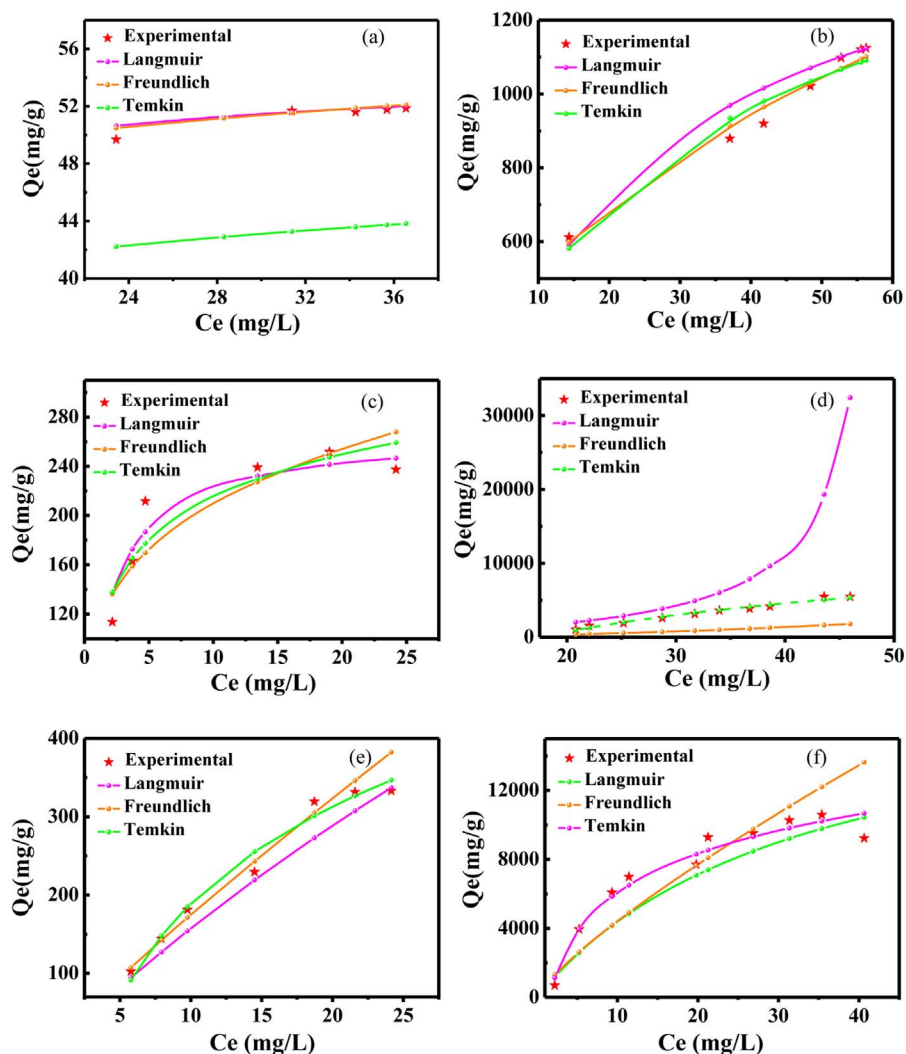 (a)
Experimental
Langmuir
Freundlich
Temkin
56
52
48
44
40
24
32
36
Qe(mg/g)
Ce (mg/L)
(b)
Experimental
Langmuir
Freundlich
Temkin
1200
1000
800
600
10
20
30
40
50
60
Qe(mg/g)
Ce (mg/L)
(c)
Experimental
Langmuir
Freundlich
Temkin
280
240
200
160
120
0
5
10
15
20
25
Qe(mg/g)
Ce (mg/L)
(d)
Experimental
Langmuir
Freundlich
Temkin
30000
20000
10000
0
20
30
40
50
Qe(mg/g)
Ce (mg/L)
(e)
Experimental
Langmuir
Freundlich
Temkin
400
300
200
100
5
10
15
20
25
Qe(mg/g)
Ce (mg/L)
(f)
Experimental
Langmuir
Freundlich
Temkin
12000
8000
4000
0
10
20
30
40
Qe(mg/g)
Ce (mg/L)